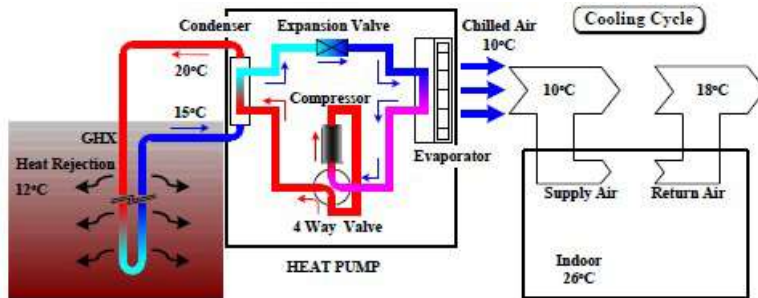 Condenser
Expansion Valve
Chilled Air
10°C
Cooling Cycle
20°C
15°C
Compressor
10°C
18°C
GHX
Heat Rejection
12°C
Evaporator
Supply Air
Return Air
4 Way Valve
HEAT PUMP
Indoor
26°C